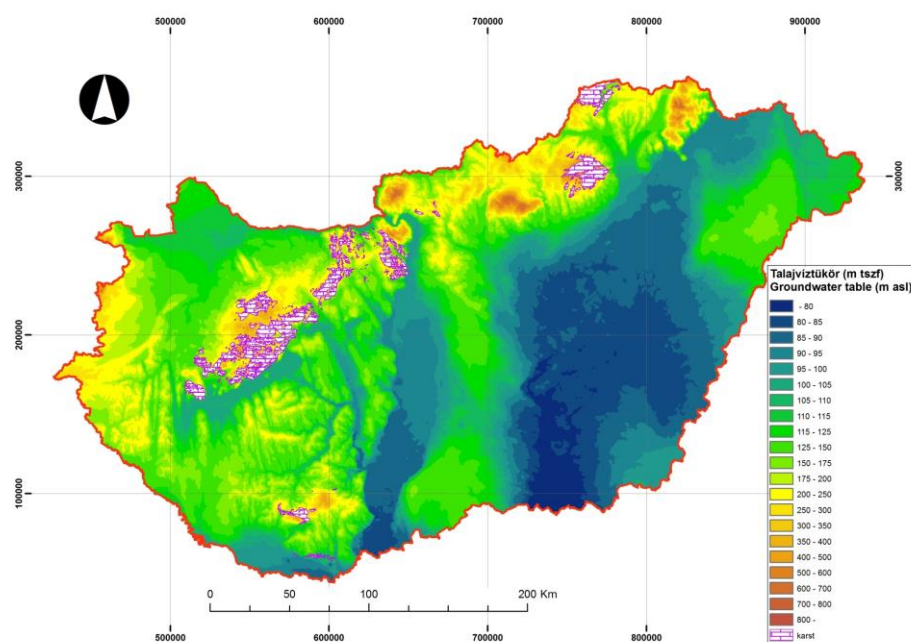 500000 600000 700000 800000 900000
300000 300000
200000
100000
Talajvíztükör (m tszf)
Groundwater table (m asl)
- 80
80 - 85
85 - 90
90 - 95
95 - 100
100 - 105
105 - 110
110 - 115
115 - 125
125 - 150
150 - 175
175 - 200
200 - 250
250 - 300
300 - 350
350 - 400
400 - 500
500 - 600
600 - 700
700 - 800
800 -
karst
0 50 100 200 Km
500000 600000 700000 800000